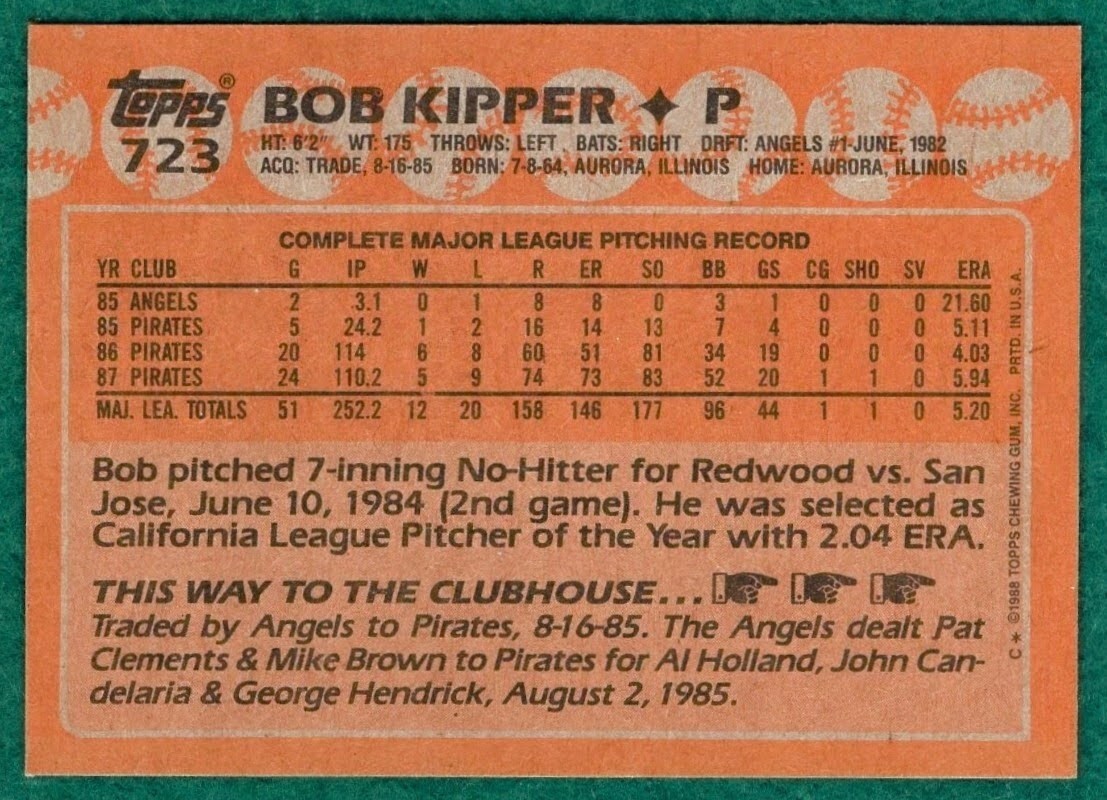 topps®
723
BOB KIPPER ✦ P
HT: 6'2" WT: 175 THROWS: LEFT BATS: RIGHT DRFT: ANGELS #1-JUNE, 1982
ACQ: TRADE, 8-16-85 BORN: 7-8-64, AURORA, ILLINOIS HOME: AURORA, ILLINOIS
COMPLETE MAJOR LEAGUE PITCHING RECORD
YR CLUB G IP W L R ER SO BB GS CG SHO SV ERA
85 ANGELS 2 3.1 0 1 8 8 0 3 1 0 0 0 21.60
85 PIRATES 5 24.2 1 2 16 14 13 7 4 0 0 0 5.11
86 PIRATES 20 114 6 8 60 51 81 34 19 0 0 0 4.03
87 PIRATES 24 110.2 5 9 74 73 83 52 20 1 1 0 5.94
MAJ. LEA. TOTALS 51 252.2 12 20 158 146 177 96 44 1 1 0 5.20
Bob pitched 7-inning No-Hitter for Redwood vs. San
Jose, June 10, 1984 (2nd game). He was selected as
California League Pitcher of the Year with 2.04 ERA.
THIS WAY TO THE CLUBHOUSE...
Traded by Angels to Pirates, 8-16-85. The Angels dealt Pat
Clements & Mike Brown to Pirates for Al Holland, John Can-
delaria & George Hendrick, August 2, 1985.
C * ©1988 TOPPS CHEWING GUM, INC. PRTD. IN U.S.A.